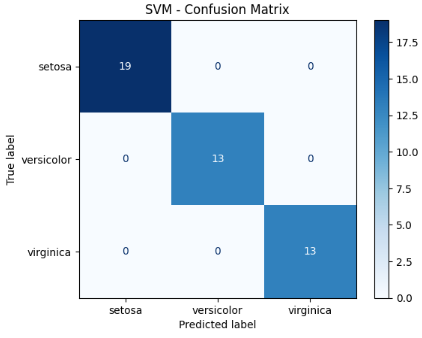 SVM - Confusion Matrix
True label
setosa 19 0 0
versicolor 0 13 0
virginica 0 0 13
setosa versicolor virginica
Predicted label
17.5
15.0
12.5
10.0
7.5
5.0
2.5
0.0